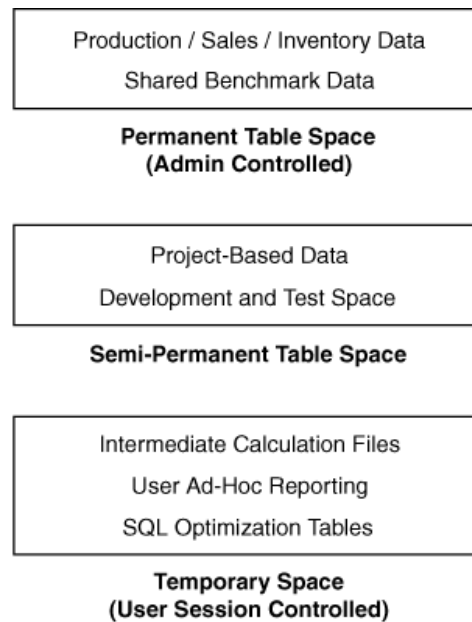 Production / Sales / Inventory Data
Shared Benchmark Data
Permanent Table Space
(Admin Controlled)
Project-Based Data
Development and Test Space
Semi-Permanent Table Space
Intermediate Calculation Files
User Ad-Hoc Reporting
SQL Optimization Tables
Temporary Space
(User Session Controlled)